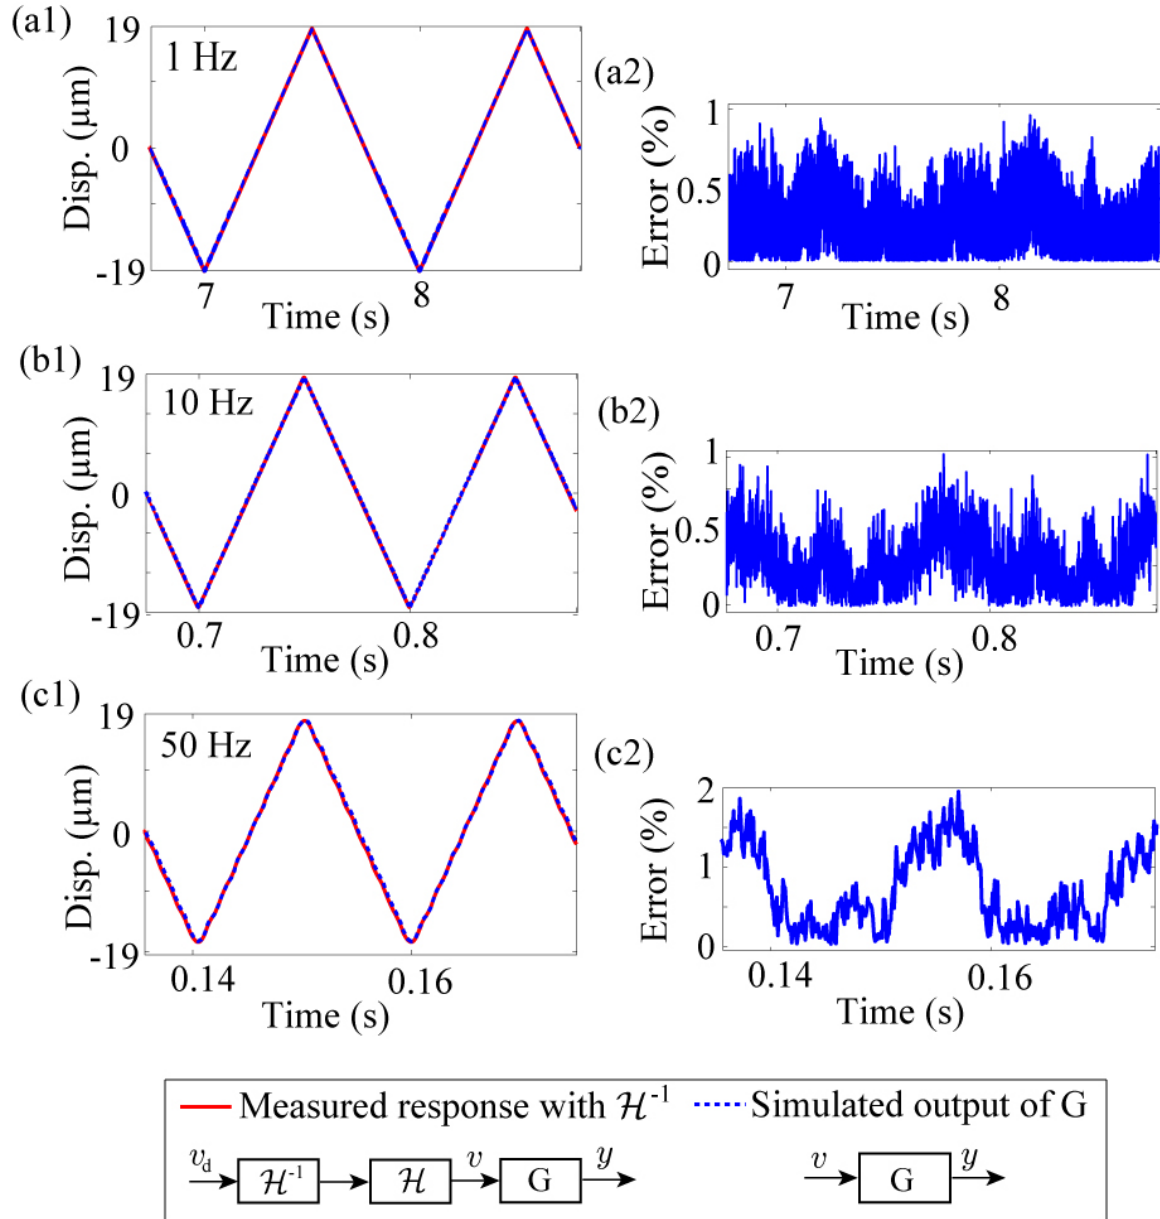 (a1)
19
1 Hz
0
-19
Disp. (μm)
7
8
Time (s)
(a2)
1
0.5
0
Error (%)
7
8
Time (s)
(b1)
19
10 Hz
0
-19
Disp. (μm)
0.7
0.8
Time (s)
(b2)
1
0.5
0
Error (%)
0.7
0.8
Time (s)
(c1)
19
50 Hz
0
-19
Disp. (μm)
0.14
0.16
Time (s)
(c2)
2
1
0
Error (%)
0.14
0.16
Time (s)
Measured response with ℋ⁻¹
Simulated output of G
v_d
ℋ⁻¹
ℋ
v
G
y
v
G
y